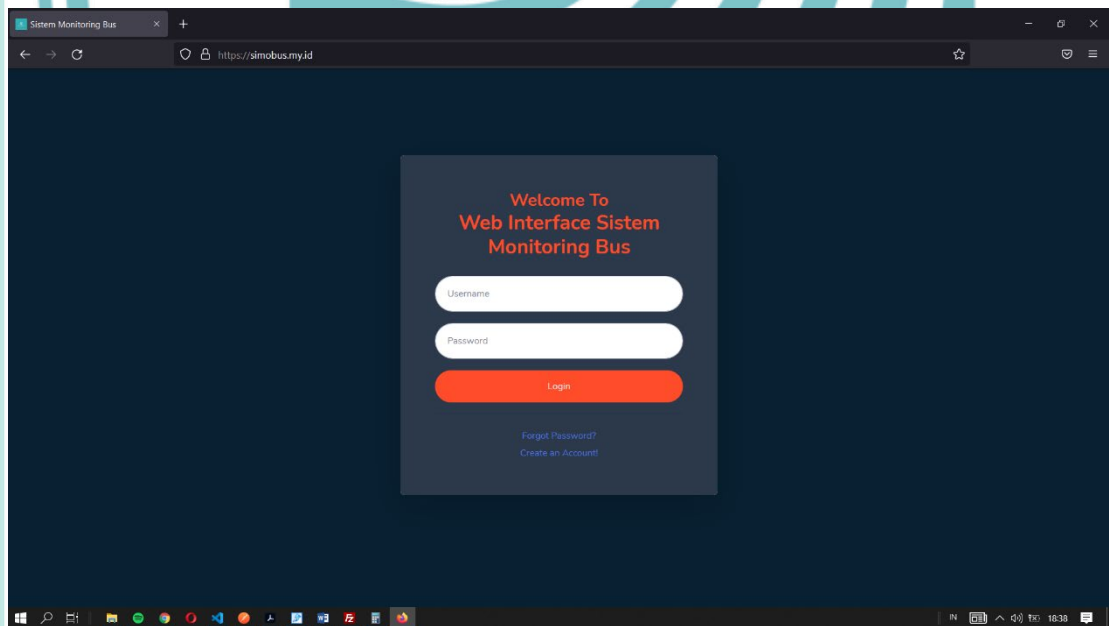 Sistem Monitoring Bus
https://simobus.my.id
Welcome To
Web Interface Sistem
Monitoring Bus
Username
Password
Login
Forgot Password?
Create an Account!
IN
18:38